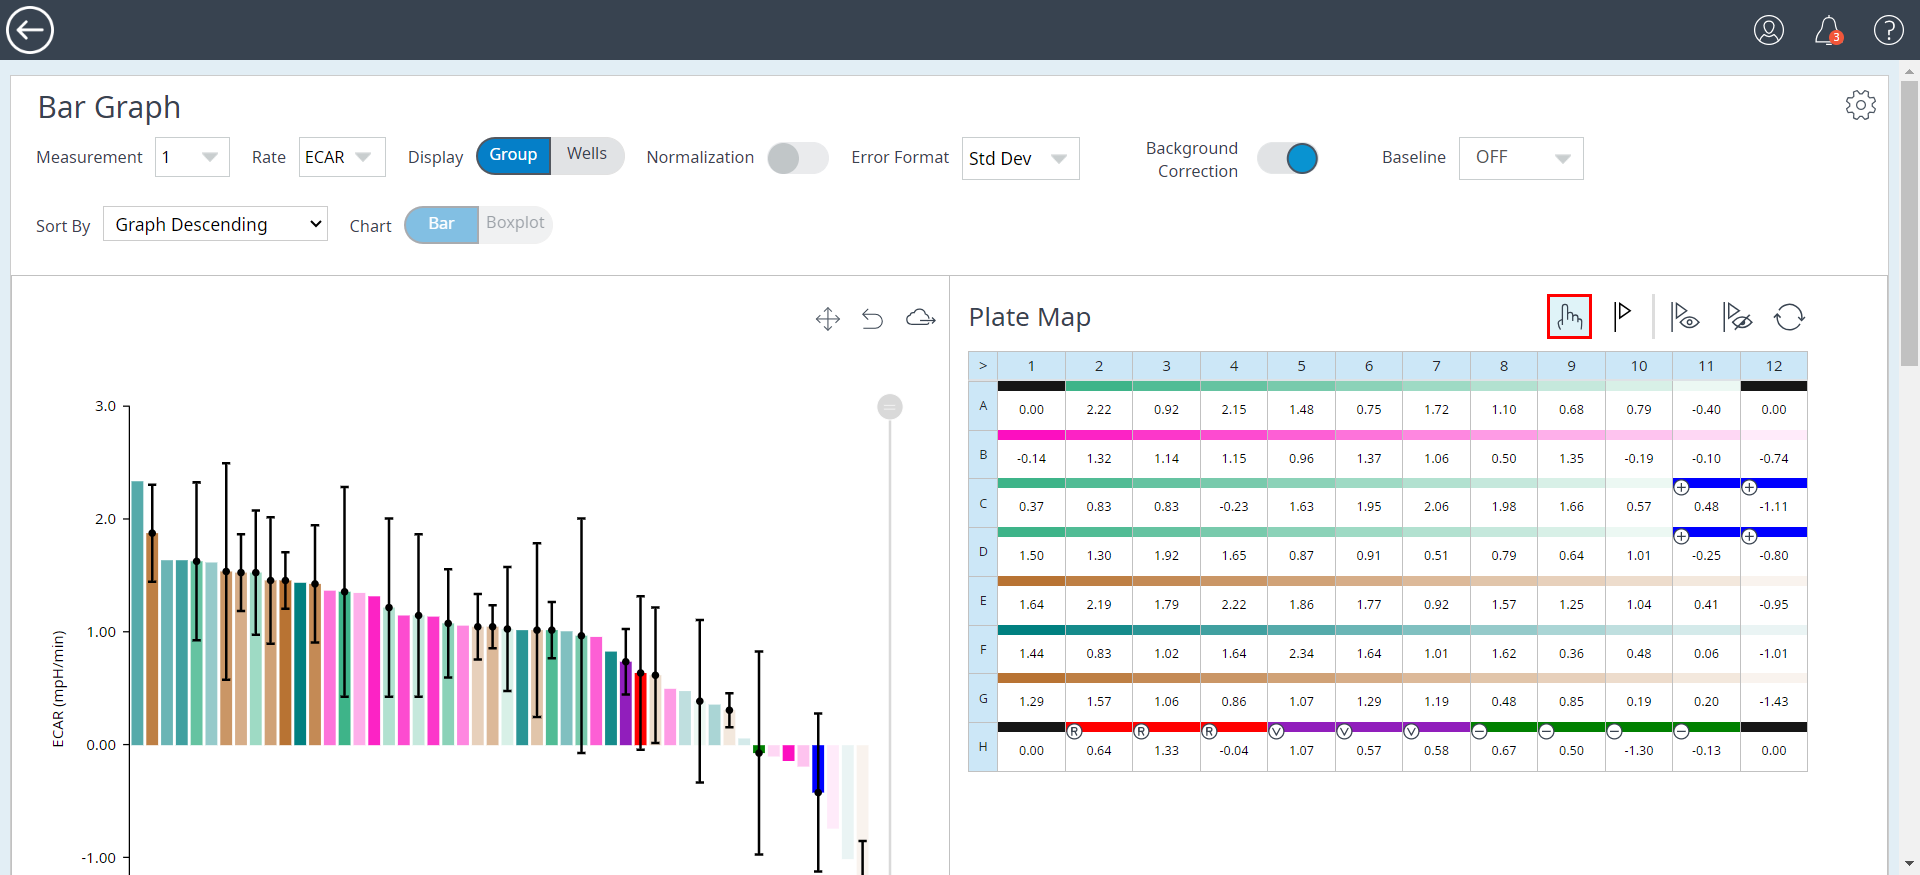 3
?
Bar Graph
Measurement 1 Rate ECAR Display Group Wells Normalization Error Format Std Dev Background Correction Baseline OFF
Sort By Graph Descending Chart Bar Boxplot
3.0
2.0
1.00
0.00
-1.00
ECAR (mpH/min)
Plate Map
> 1 2 3 4 5 6 7 8 9 10 11 12
A 0.00 2.22 0.92 2.15 1.48 0.75 1.72 1.10 0.68 0.79 -0.40 0.00
B -0.14 1.32 1.14 1.15 0.96 1.37 1.06 0.50 1.35 -0.19 -0.10 -0.74
+ +
C 0.37 0.83 0.83 -0.23 1.63 1.95 2.06 1.98 1.66 0.57 0.48 -1.11
+ +
D 1.50 1.30 1.92 1.65 0.87 0.91 0.51 0.79 0.64 1.01 -0.25 -0.80
E 1.64 2.19 1.79 2.22 1.86 1.77 0.92 1.57 1.25 1.04 0.41 -0.95
F 1.44 0.83 1.02 1.64 2.34 1.64 1.01 1.62 0.36 0.48 0.06 -1.01
G 1.29 1.57 1.06 0.86 1.07 1.29 1.19 0.48 0.85 0.19 0.20 -1.43
R R R V V V − − − −
H 0.00 0.64 1.33 -0.04 1.07 0.57 0.58 0.67 0.50 -1.30 -0.13 0.00